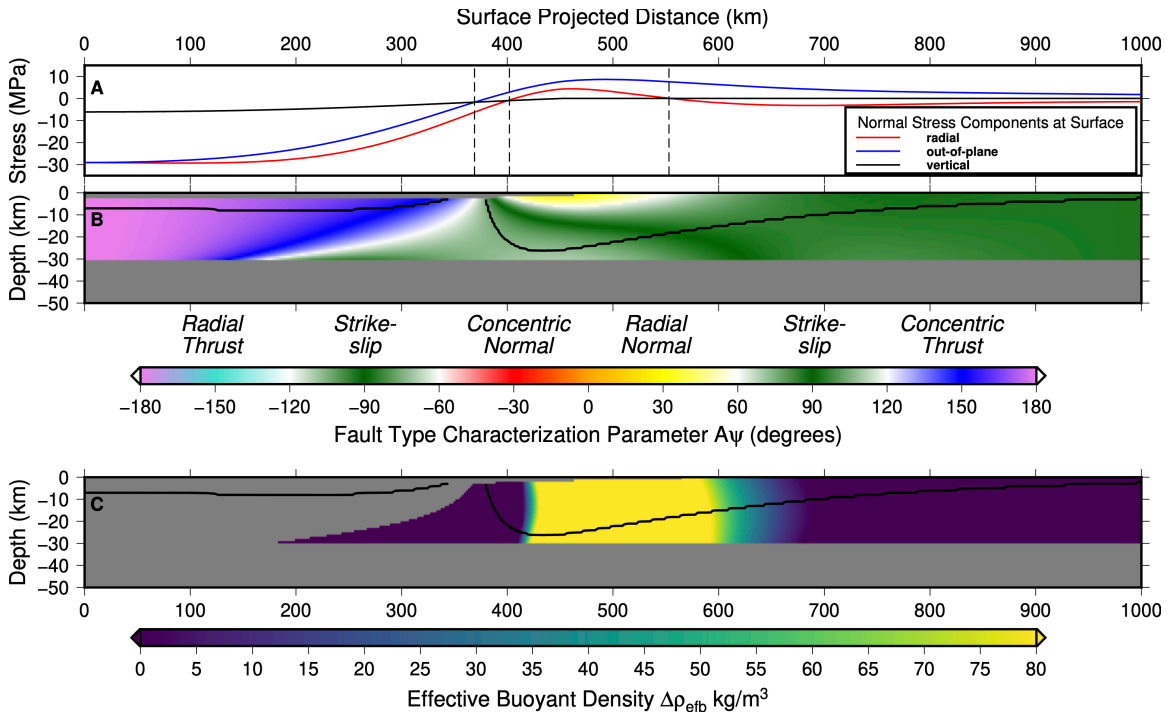 Surface Projected Distance (km)
0 100 200 300 400 500 600 700 800 900 1000
A
Stress (MPa)
10
0
−10
−20
−30
Normal Stress Components at Surface
radial
out-of-plane
vertical
B
Depth (km)
0
−10
−20
−30
−40
−50
Radial Strike- Concentric Radial Strike- Concentric
Thrust slip Normal Normal slip Thrust
−180 −150 −120 −90 −60 −30 0 30 60 90 120 150 180
Fault Type Characterization Parameter Aψ (degrees)
C
Depth (km)
0
−10
−20
−30
−40
−50
0 100 200 300 400 500 600 700 800 900 1000
0 5 10 15 20 25 30 35 40 45 50 55 60 65 70 75 80
Effective Buoyant Density Δρefb kg/m³